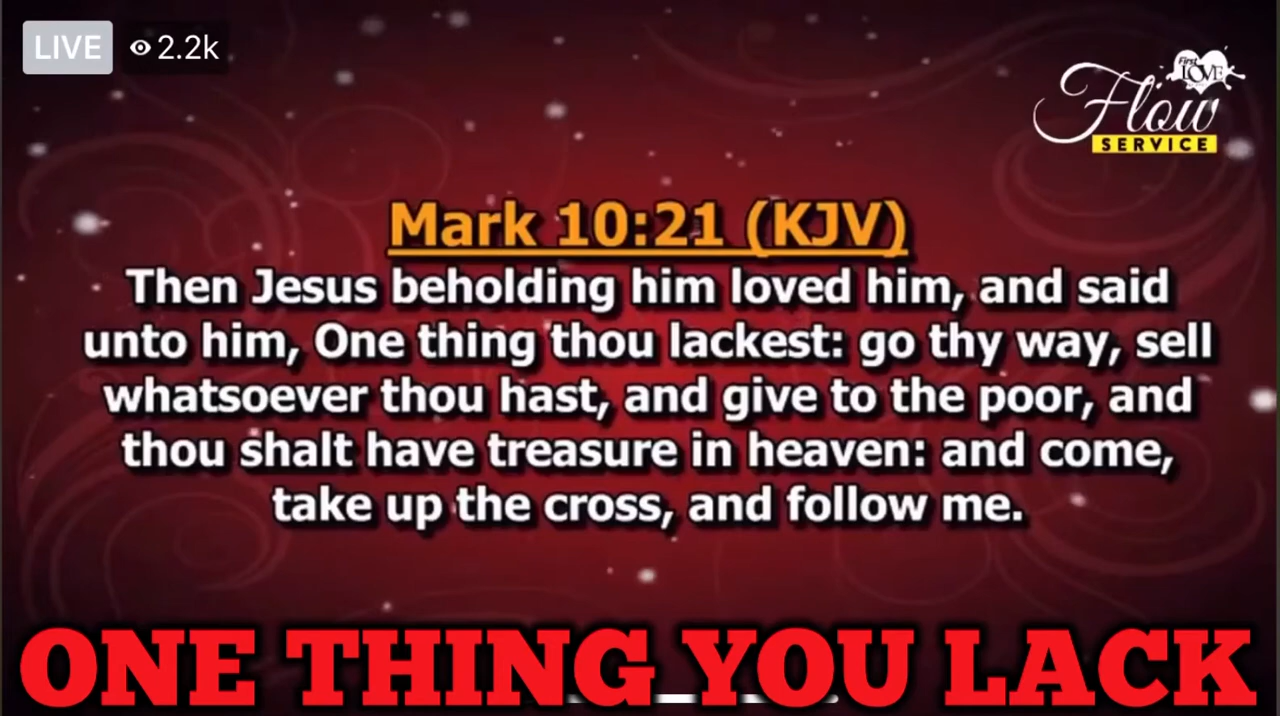 LIVE 2.2k
First
LOVE
Flow
SERVICE
Mark 10:21 (KJV)
Then Jesus beholding him loved him, and said
unto him, One thing thou lackest: go thy way, sell
whatsoever thou hast, and give to the poor, and
thou shalt have treasure in heaven: and come,
take up the cross, and follow me.
ONE THING YOU LACK